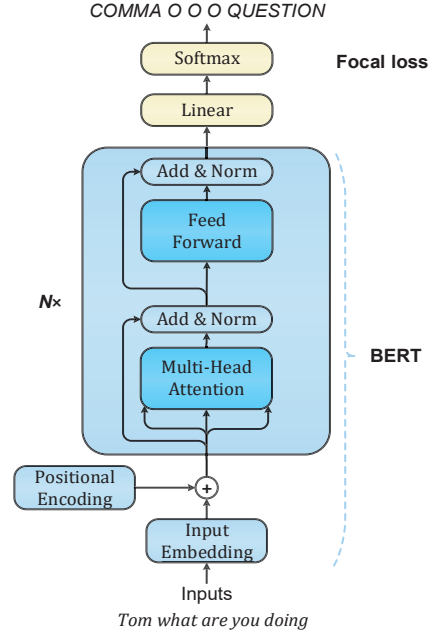 COMMA O O O QUESTION
Softmax
Focal loss
Linear
Add & Norm
Feed
Forward
N×
Add & Norm
BERT
Multi-Head
Attention
Positional
Encoding
+
Input
Embedding
Inputs
Tom what are you doing